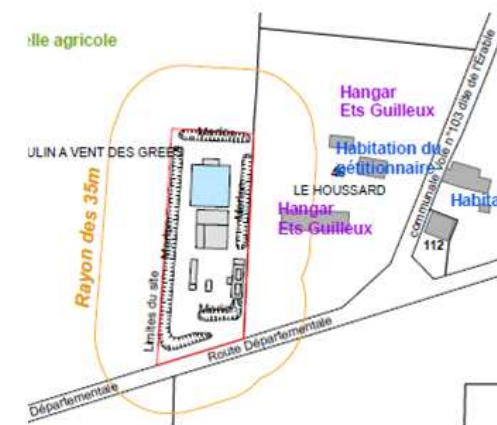 elle agricole
Hangar
Ets Guilleux
Merlon
ULIN A VENT DES GREES
Habitation du
pétitionnaire
LE HOUSSARD
Habita
Merlon
Merlon
Hangar
Ets Guilleux
communale Voie n°103 dite de l'Erable
112
Rayon des 35m
Limites du site
Merlon
Route Départementale
Départementale